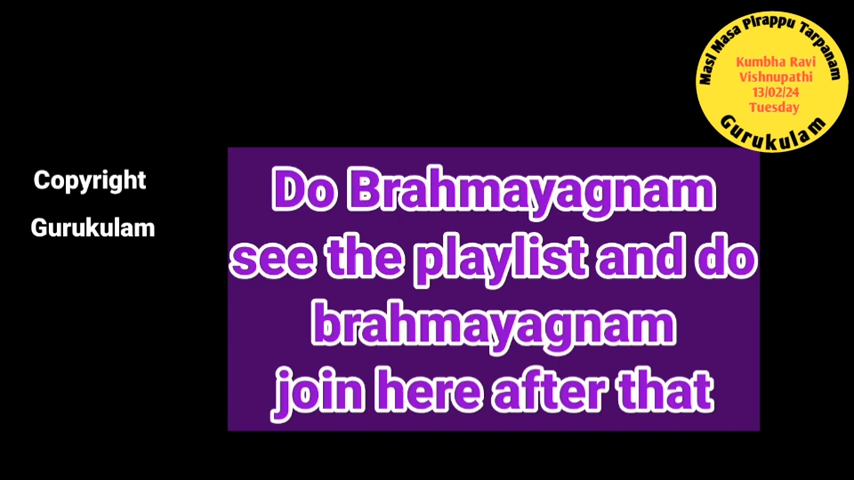 Masi Masa Pirappu Tarpanam
Kumbha Ravi
Vishnupathi
13/02/24
Tuesday
Gurukulam
Copyright
Gurukulam
Do Brahmayagnam
see the playlist and do
brahmayagnam
join here after that